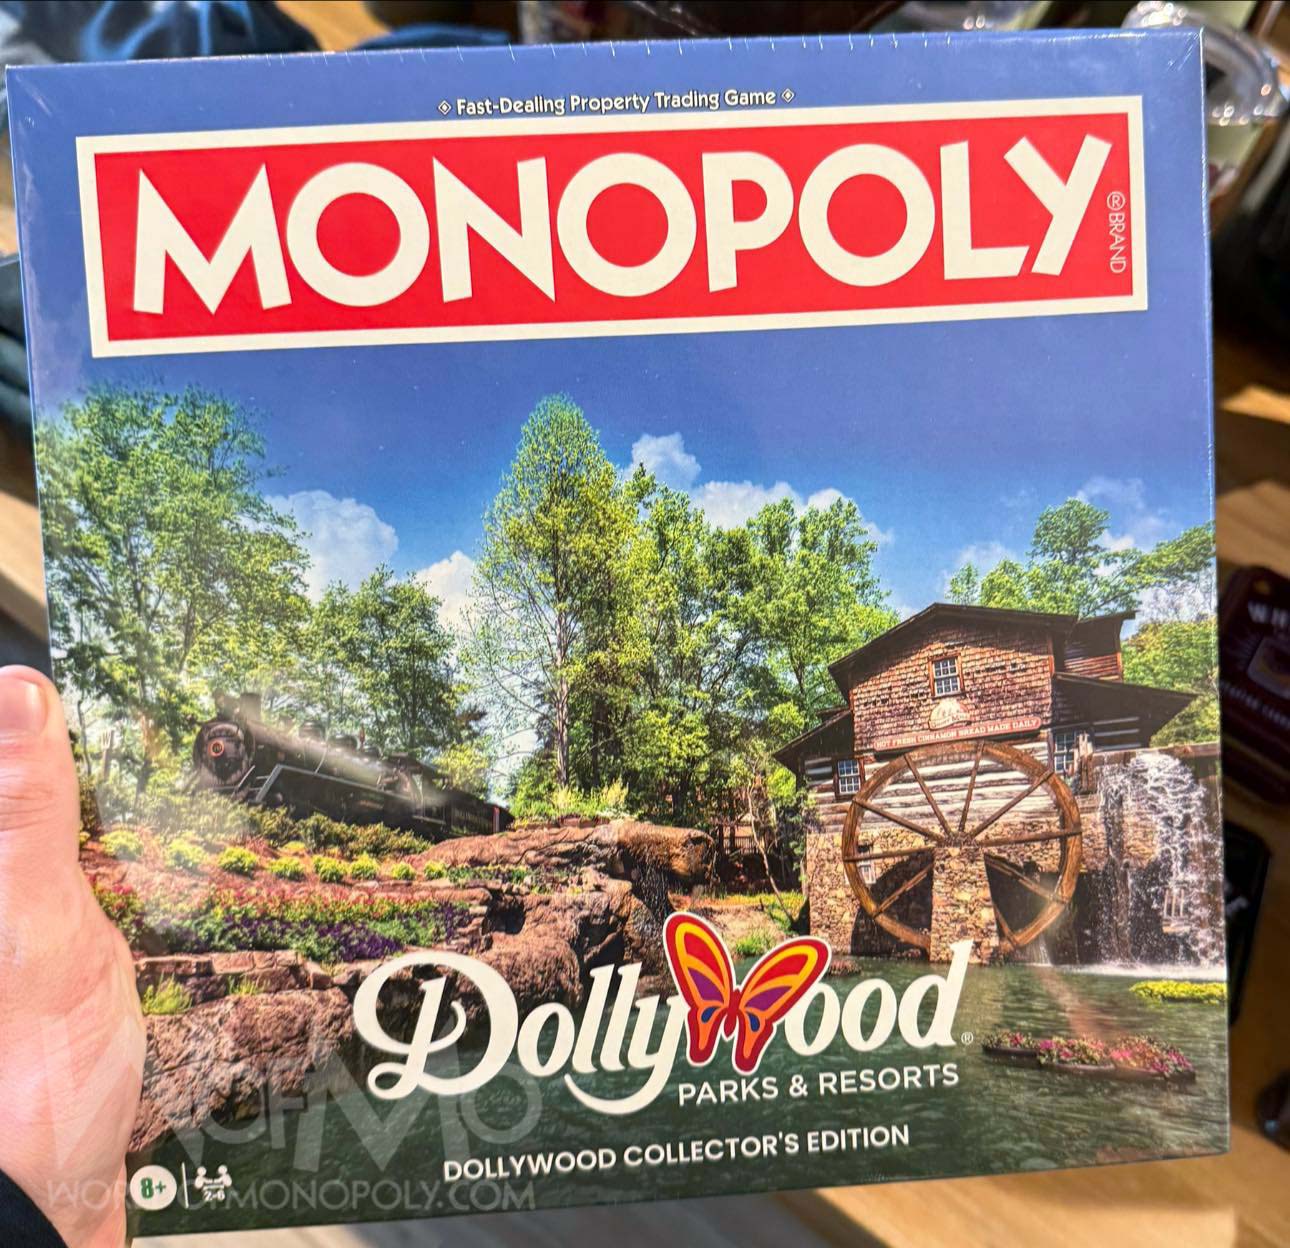 Fast-Dealing Property Trading Game
MONOPOLY
® BRAND
HOT FRESH CINNAMON BREAD MADE DAILY
Dollywood®
PARKS & RESORTS
DOLLYWOOD COLLECTOR'S EDITION
8+
2-6
WOFMO
WORLDOFMONOPOLY.COM